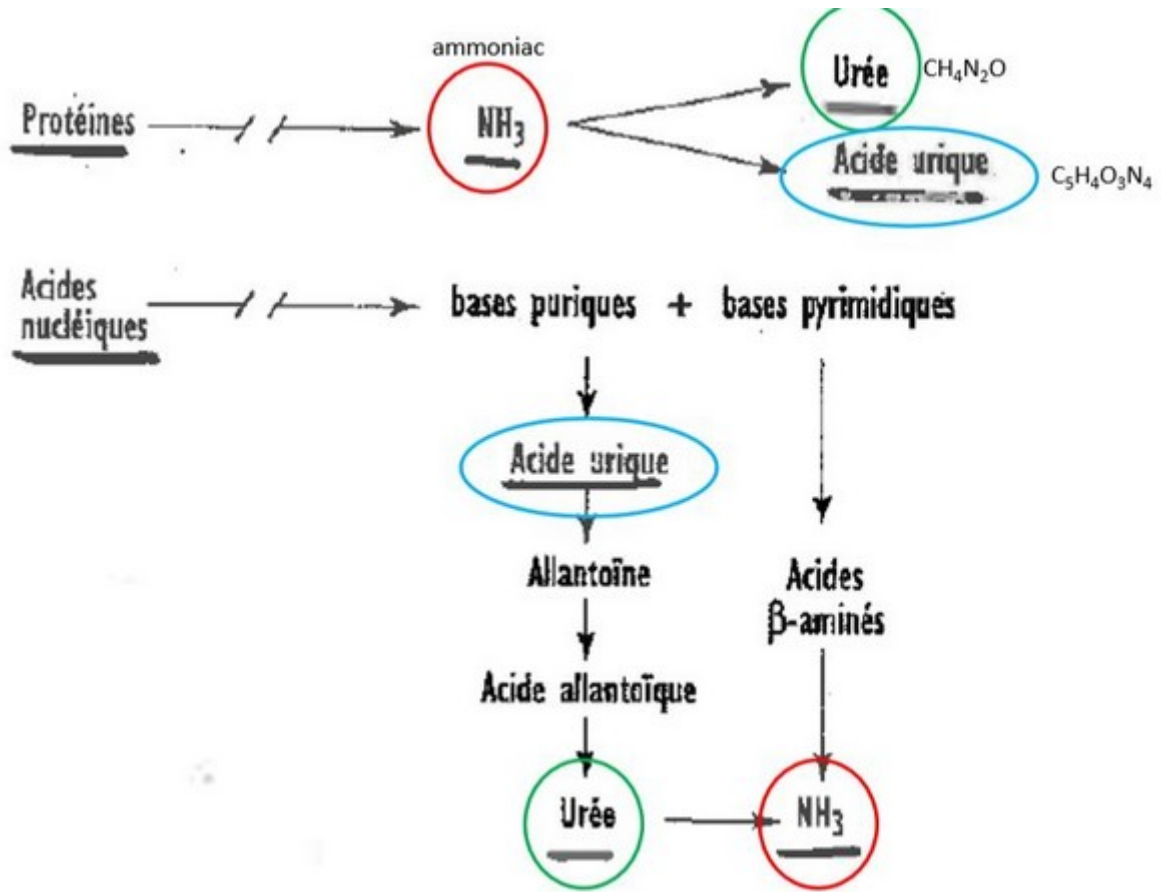 ammoniac
Urée CH₄N₂O
Protéines NH₃
Acide urique C₅H₄O₃N₄
Acides nucléiques
bases puriques + bases pyrimidiques
Acide urique
Allantoïne
Acides
β-aminés
Acide allantoïque
Urée NH₃